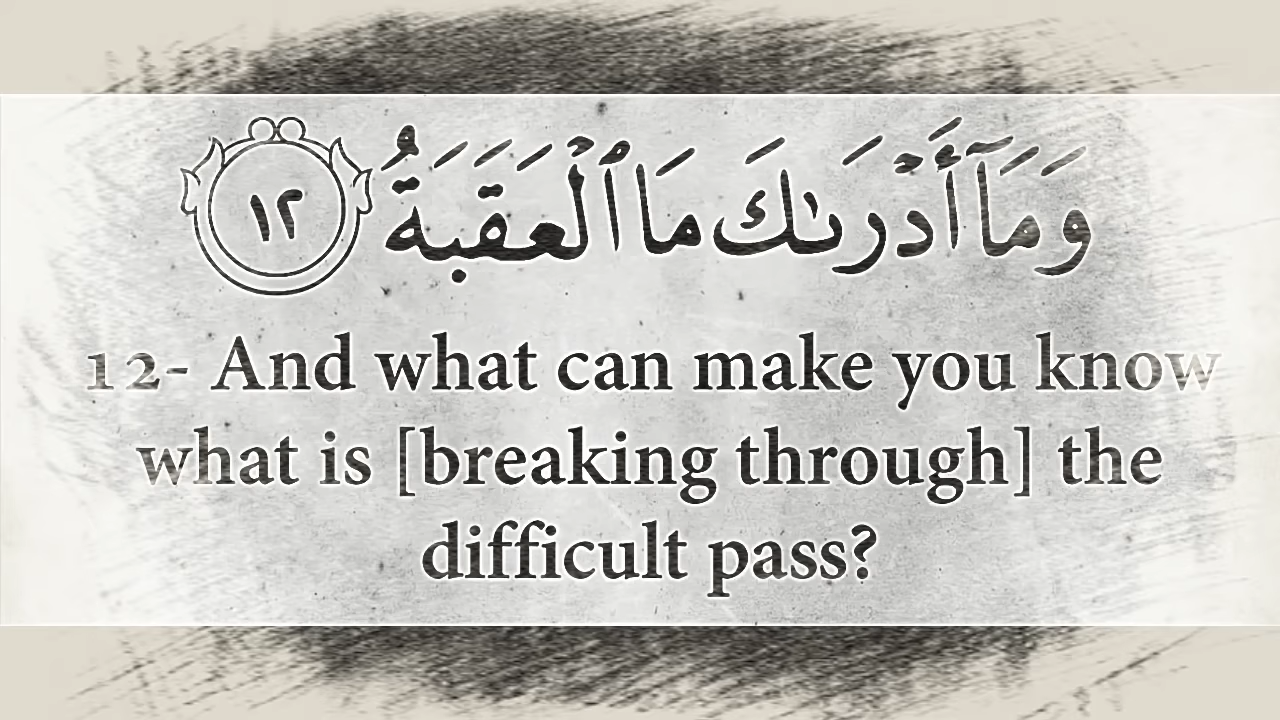 وَمَآ أَدْرَىٰكَ مَا ٱلْعَقَبَةُ ١٢
12- And what can make you know
what is [breaking through] the
difficult pass?